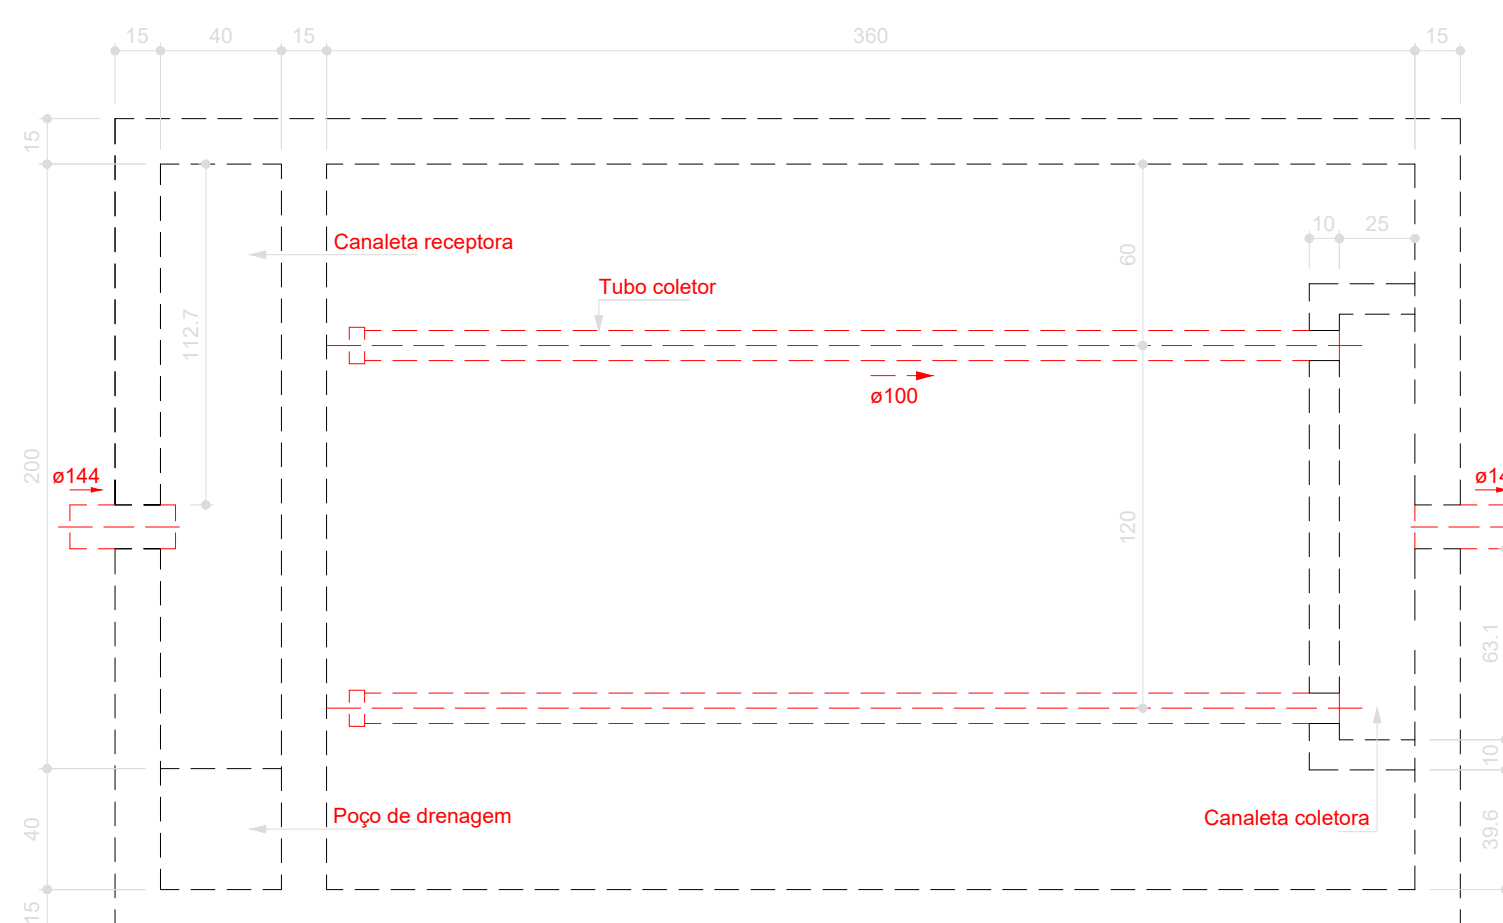 15 40 15 360 15
15
10 25
Canaleta receptora
60
Tubo coletor
112.7
ø100
200
ø144
ø14
120
63.1
10
Poço de drenagem
Canaleta coletora
40
39.6
15